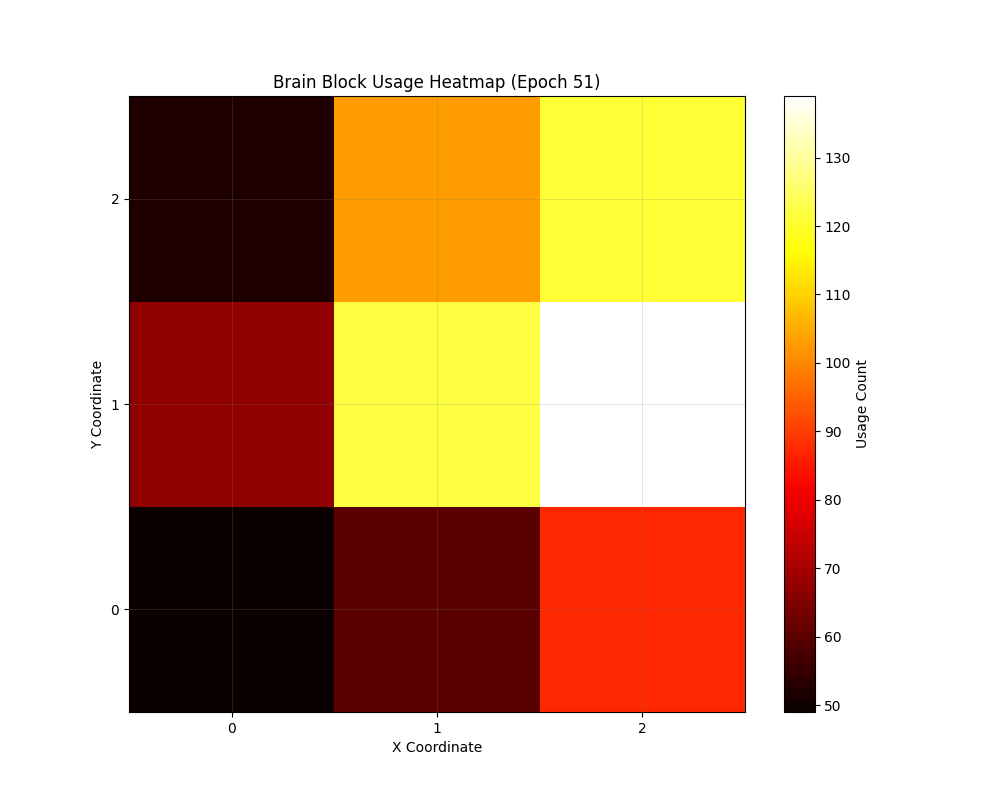 Brain Block Usage Heatmap (Epoch 51)
Y Coordinate
2
1
0
0 1 2
X Coordinate
130
120
110
100
90
80
70
60
50
Usage Count